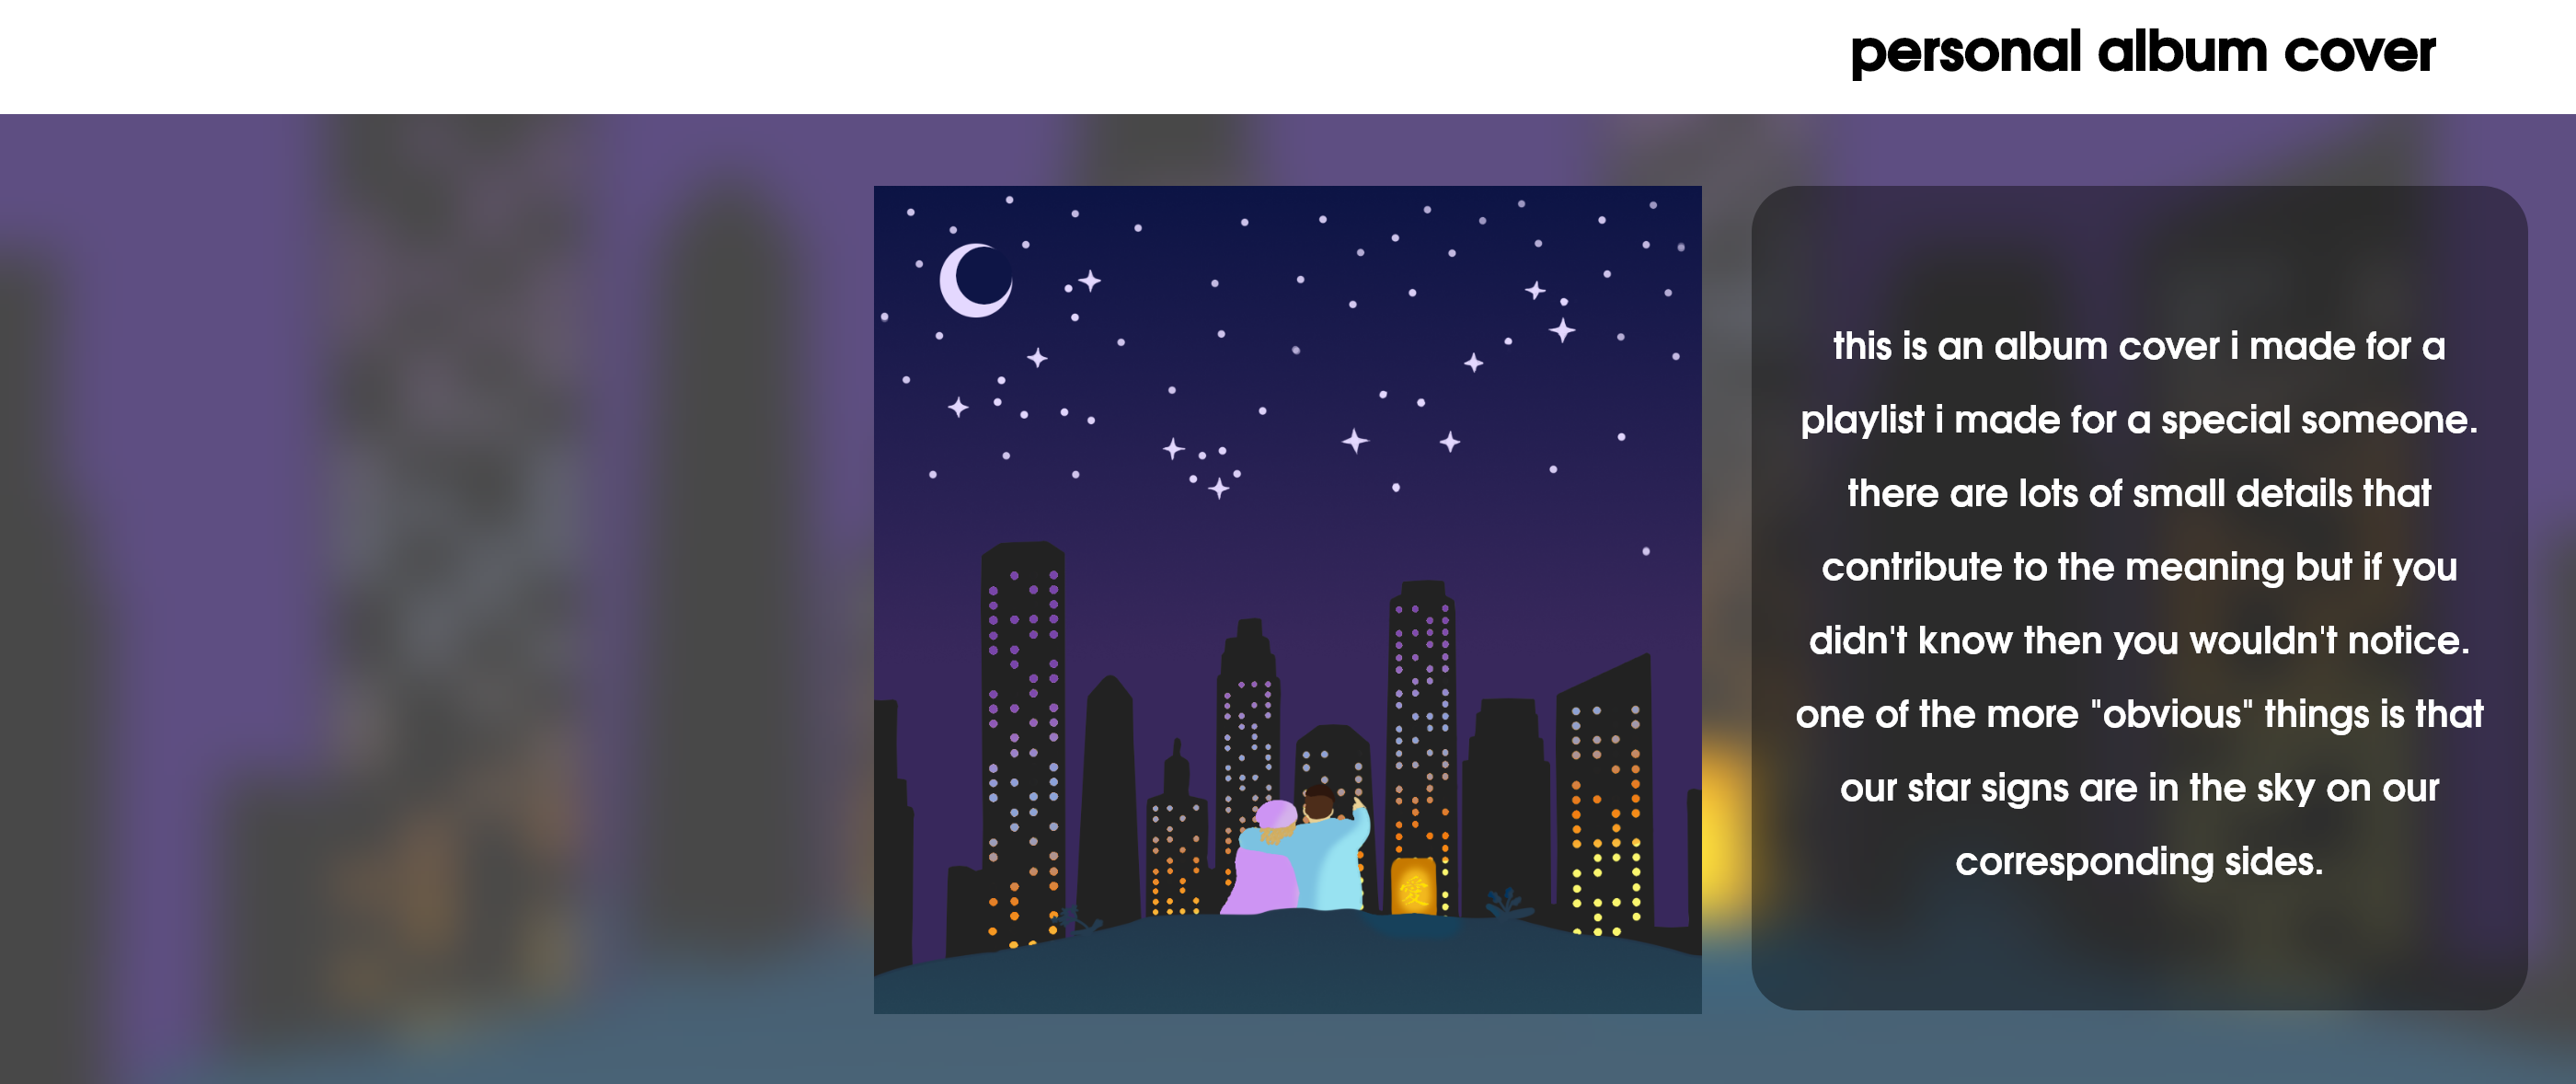 personal album cover
this is an album cover i made for a
playlist i made for a special someone.
there are lots of small details that
contribute to the meaning but if you
didn't know then you wouldn't notice.
one of the more "obvious" things is that
our star signs are in the sky on our
corresponding sides.
愛